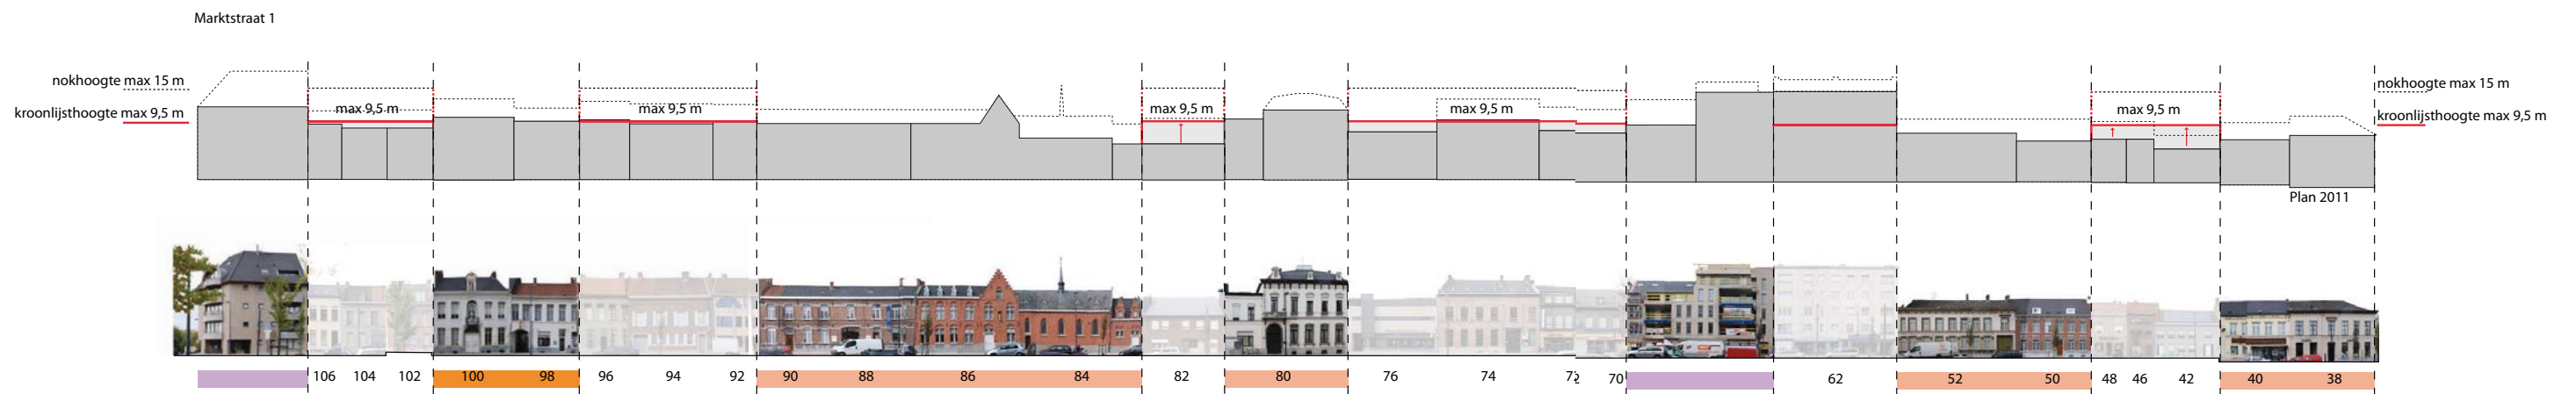 Marktstraat 1
nokhoogte max 15 m
kroonlijsthoogte max 9,5 m
max 9,5 m
max 9,5 m
max 9,5 m
max 9,5 m
max 9,5 m
nokhoogte max 15 m
kroonlijsthoogte max 9,5 m
Plan 2011
106 104 102 100 98 96 94 92 90 88 86 84 82 80 76 74 72 70 62 52 50 48 46 42 40 38